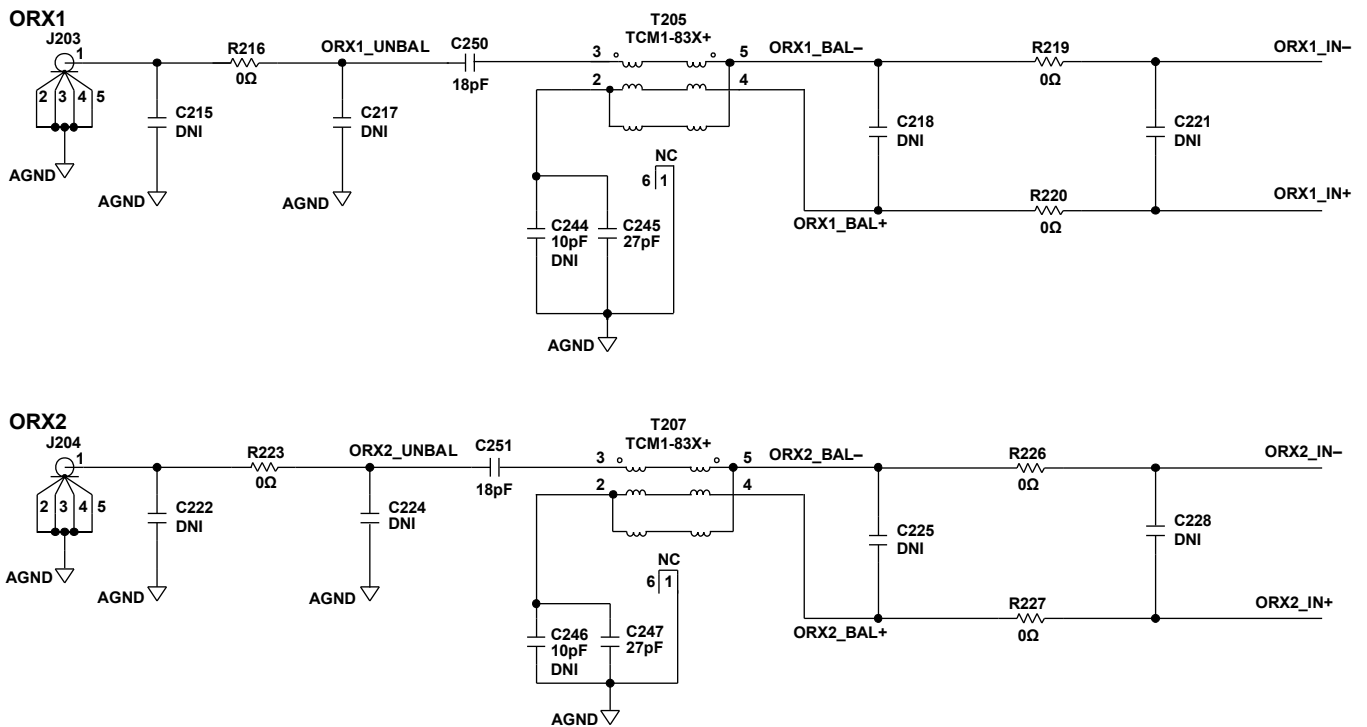 ORX1
J203
1
2 3 4 5
AGND
C215
DNI
AGND
R216
0Ω
ORX1_UNBAL
C217
DNI
AGND
C250
18pF
T205
TCM1-83X+
3
5
2
4
NC
6 1
C244
10pF
DNI
C245
27pF
AGND
ORX1_BAL–
C218
DNI
ORX1_BAL+
R219
0Ω
R220
0Ω
C221
DNI
ORX1_IN–
ORX1_IN+
ORX2
J204
1
2 3 4 5
AGND
C222
DNI
AGND
R223
0Ω
ORX2_UNBAL
C224
DNI
AGND
C251
18pF
T207
TCM1-83X+
3
5
2
4
NC
6 1
C246
10pF
DNI
C247
27pF
AGND
ORX2_BAL–
C225
DNI
ORX2_BAL+
R226
0Ω
R227
0Ω
C228
DNI
ORX2_IN–
ORX2_IN+